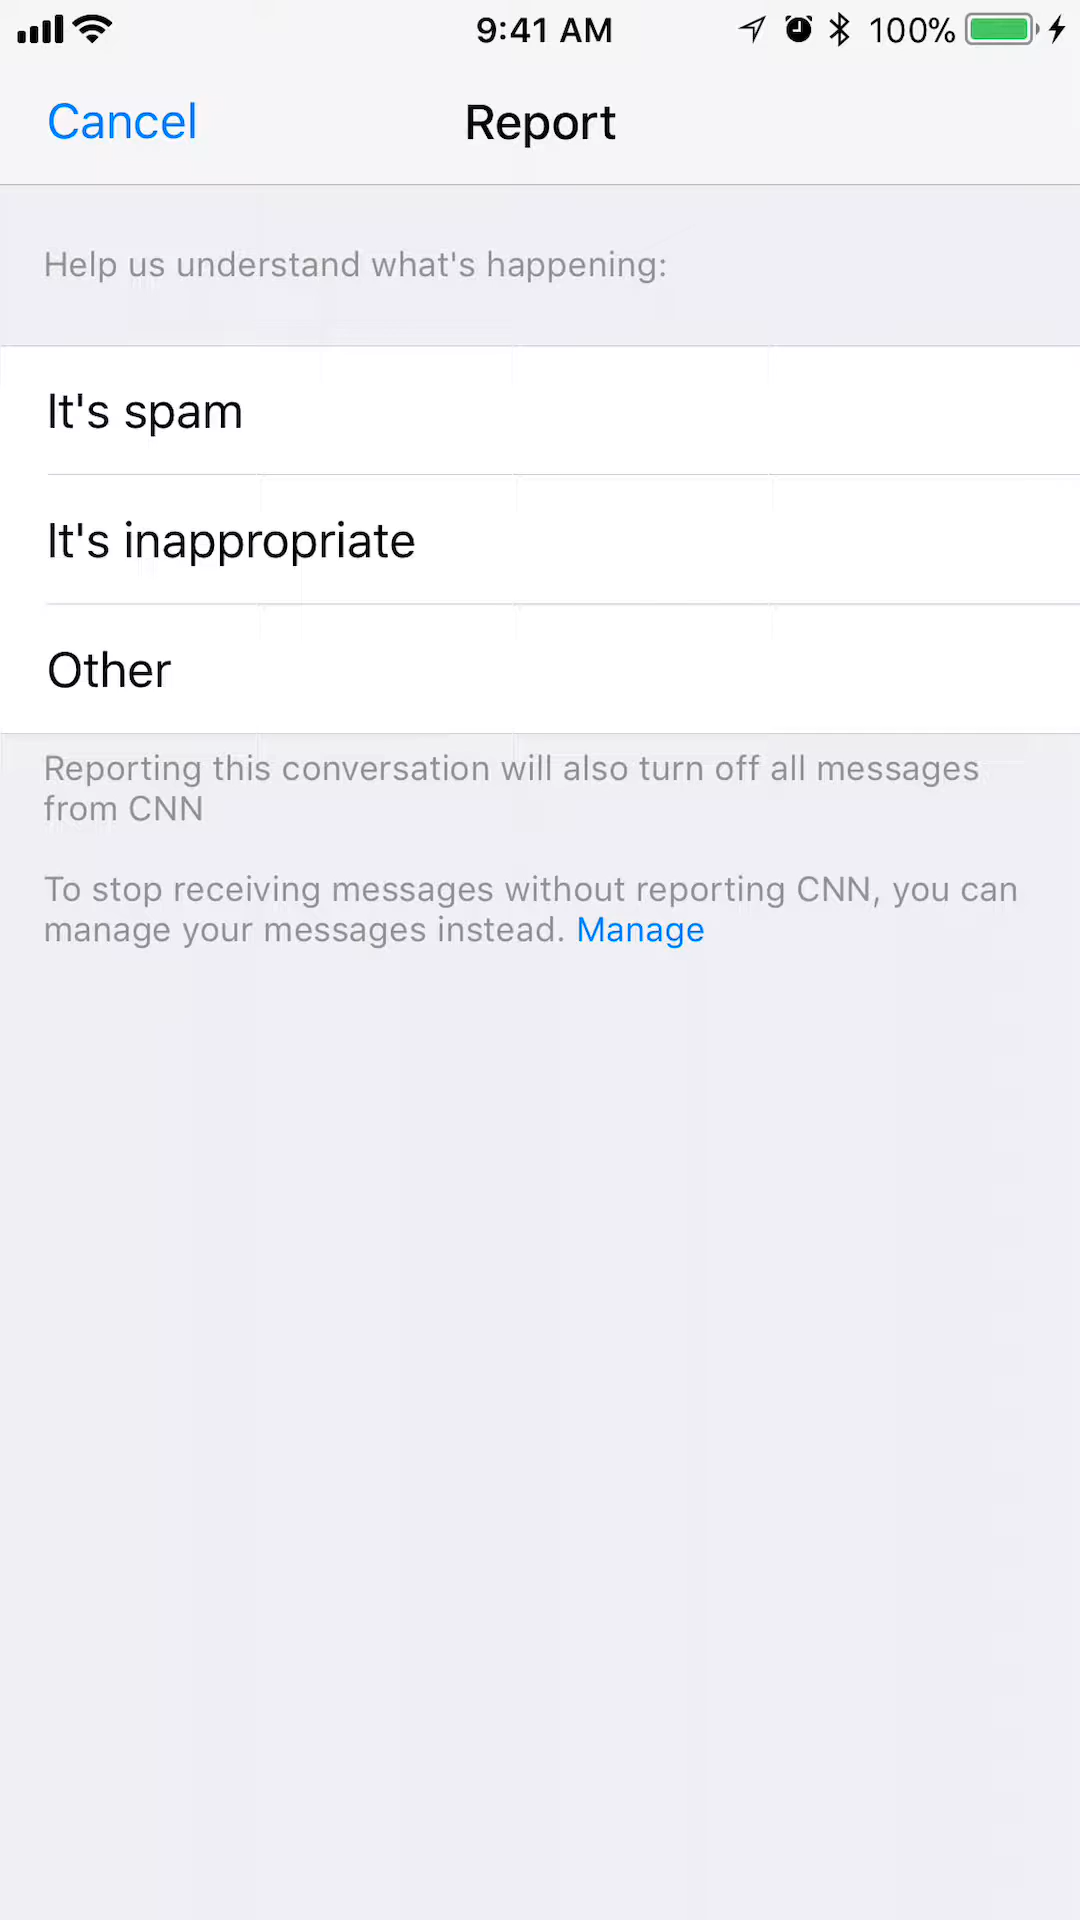 9:41 AM
100%
Cancel
Report
Help us understand what's happening:
It's spam
It's inappropriate
Other
Reporting this conversation will also turn off all messages
from CNN
To stop receiving messages without reporting CNN, you can
manage your messages instead. Manage